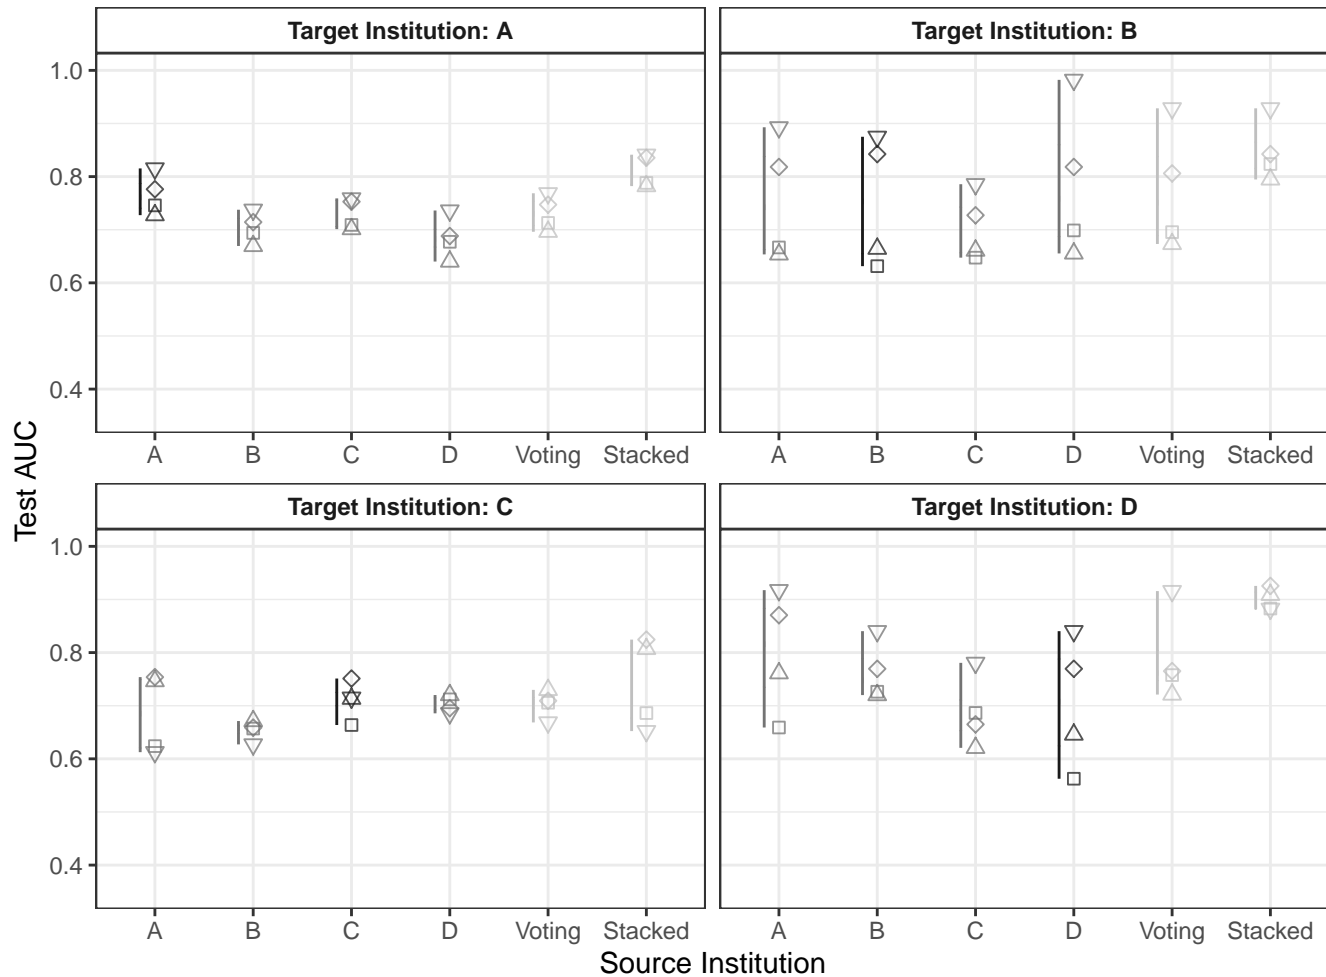 Target Institution: A
Target Institution: B
1.0
0.8
0.6
0.4
A B C D Voting Stacked
A B C D Voting Stacked
Target Institution: C
Target Institution: D
1.0
0.8
0.6
0.4
A B C D Voting Stacked
A B C D Voting Stacked
Test AUC
Source Institution